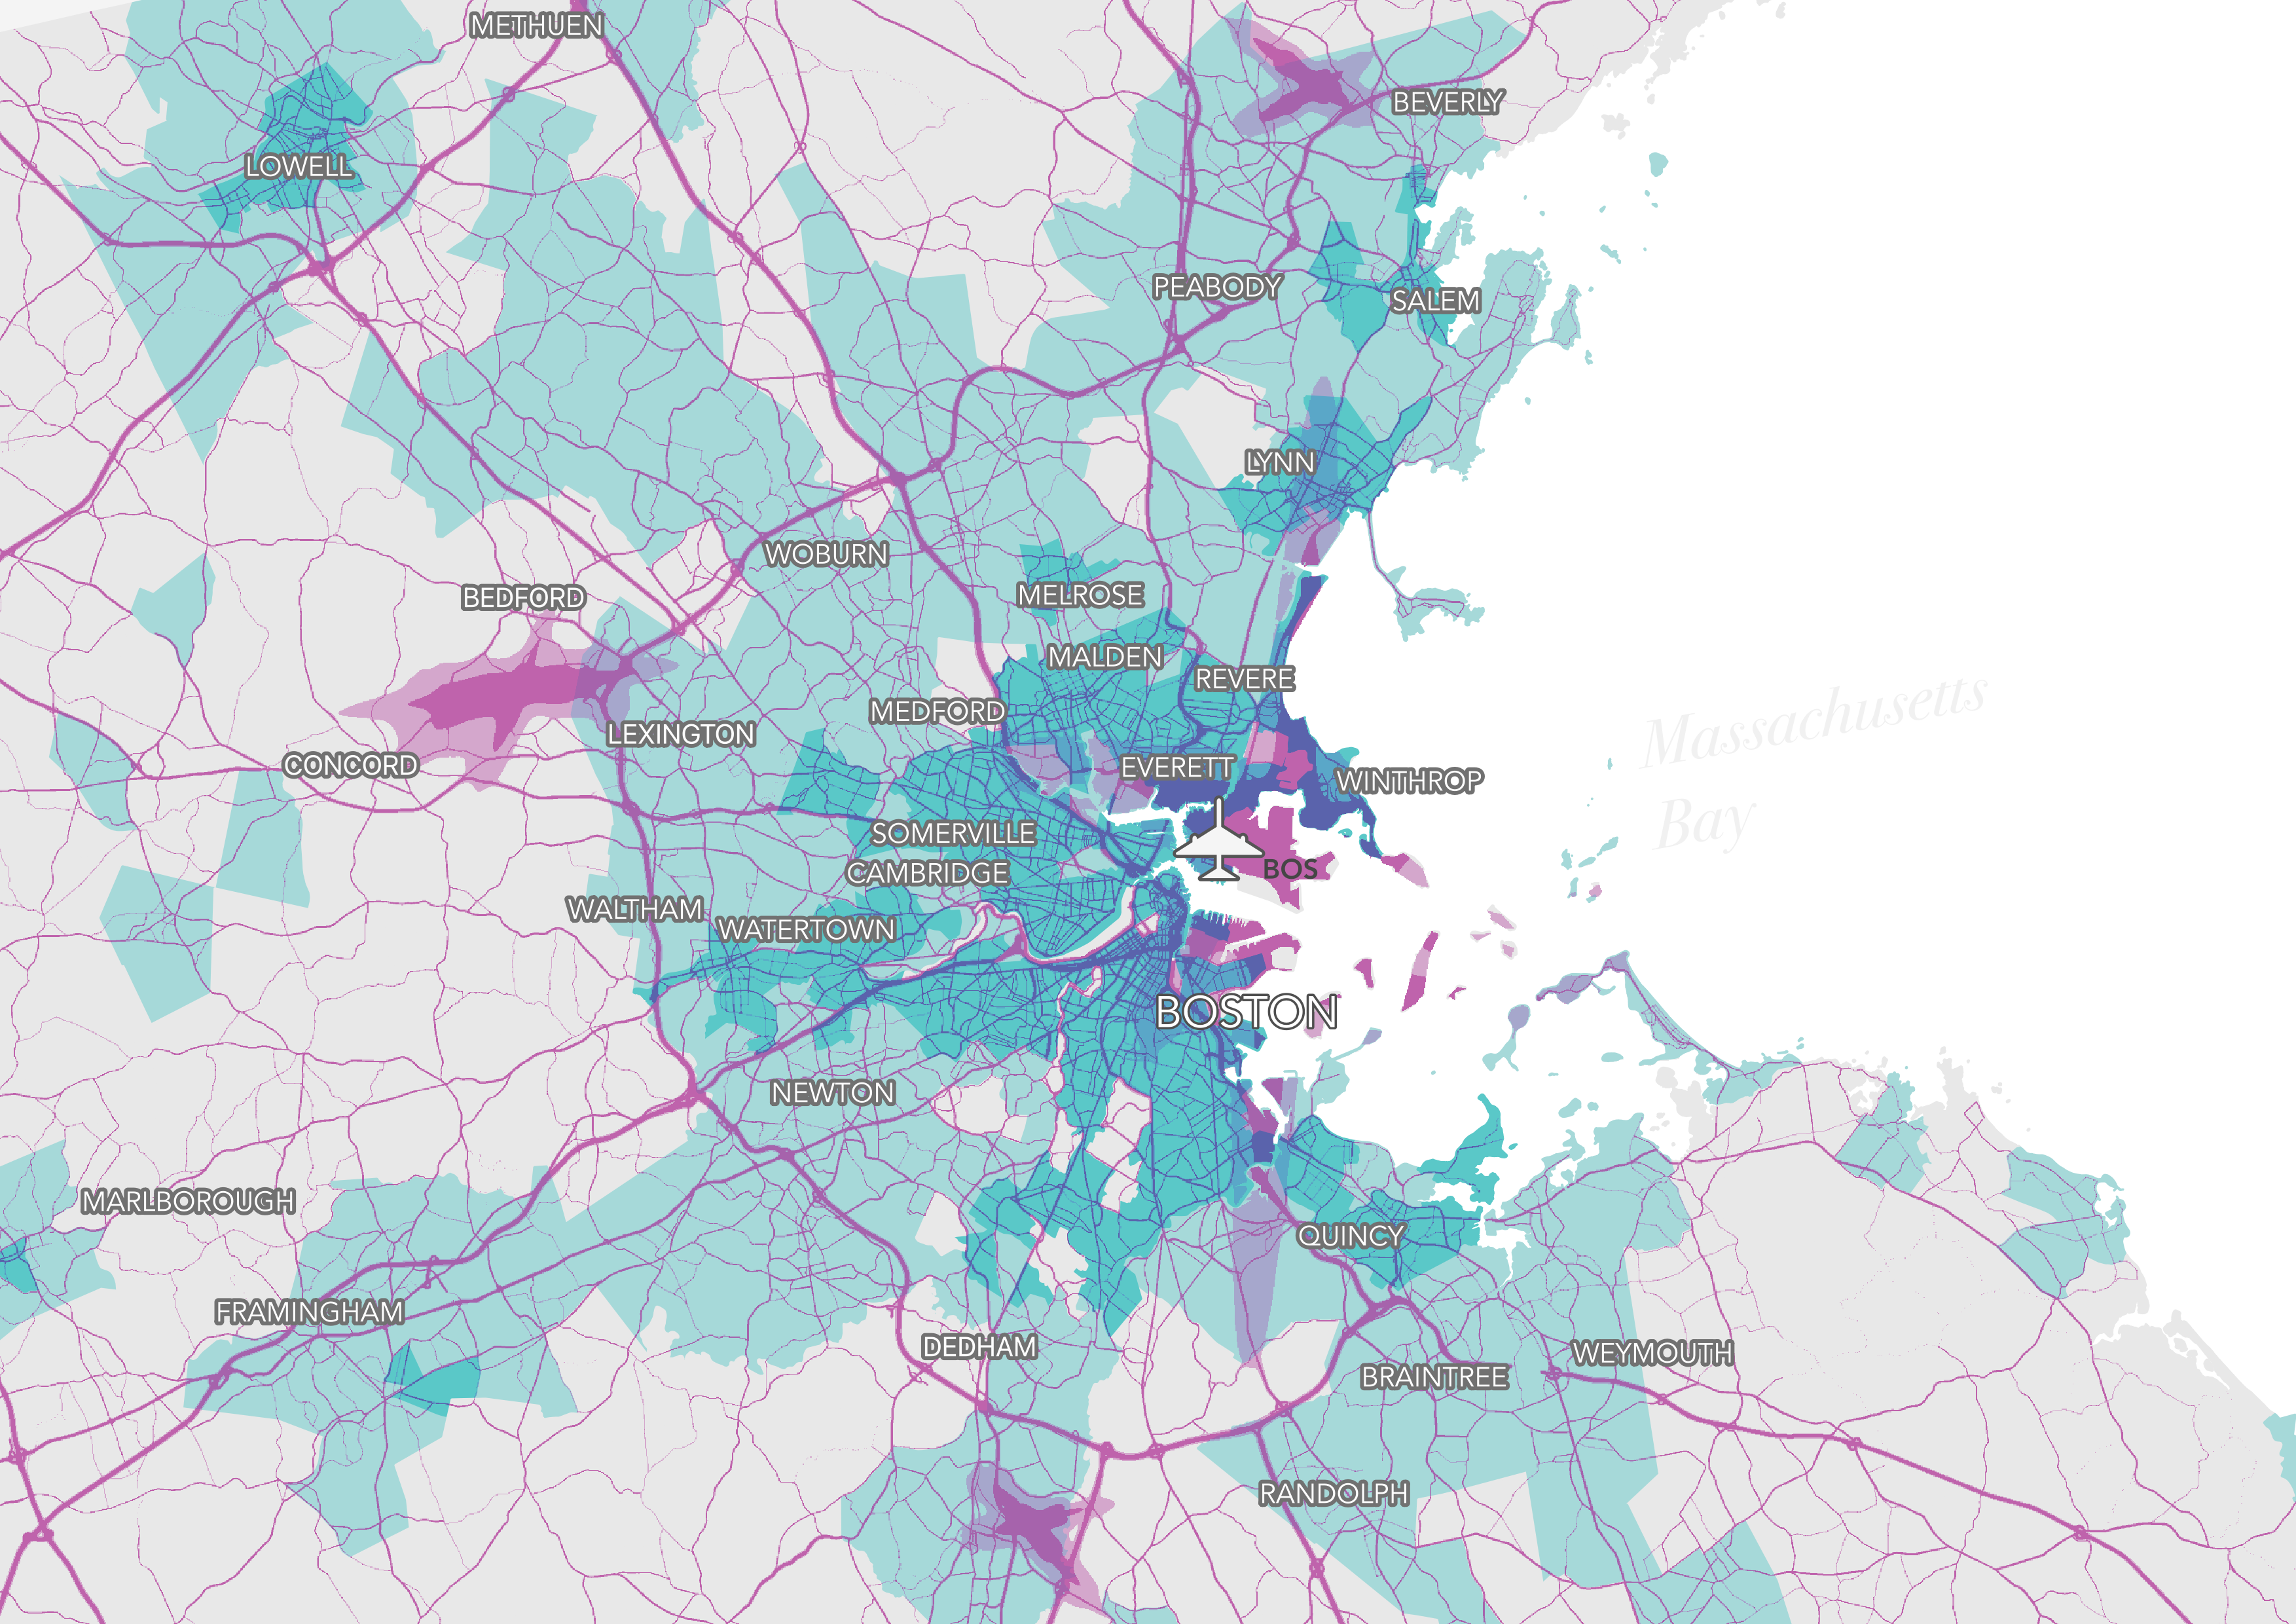 METHUEN
BEVERLY
LOWELL
PEABODY
SALEM
LYNN
WOBURN
BEDFORD
MELROSE
MALDEN
REVERE
Massachusetts
MEDFORD
LEXINGTON
CONCORD
EVERETT
WINTHROP
Bay
SOMERVILLE
CAMBRIDGE
BOS
WALTHAM
WATERTOWN
BOSTON
NEWTON
MARLBOROUGH
QUINCY
FRAMINGHAM
DEDHAM
WEYMOUTH
BRAINTREE
RANDOLPH